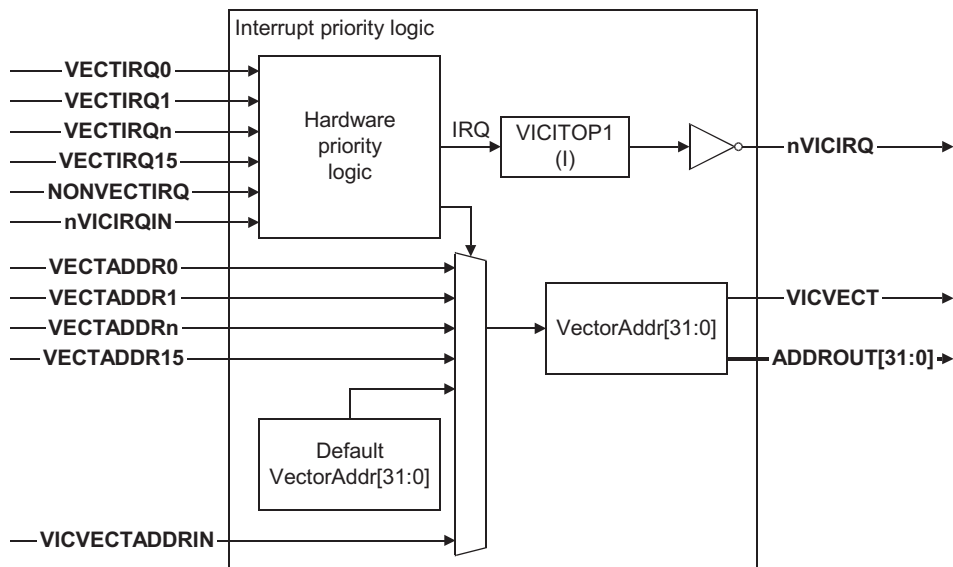 Interrupt priority logic
VECTIRQ0
VECTIRQ1
VECTIRQn
VECTIRQ15
NONVECTIRQ
nVICIRQIN
Hardware
priority
logic
IRQ
VICITOP1
(I)
nVICIRQ
VECTADDR0
VECTADDR1
VECTADDRn
VECTADDR15
VectorAddr[31:0]
VICVECT
ADDROUT[31:0]
Default
VectorAddr[31:0]
VICVECTADDRIN